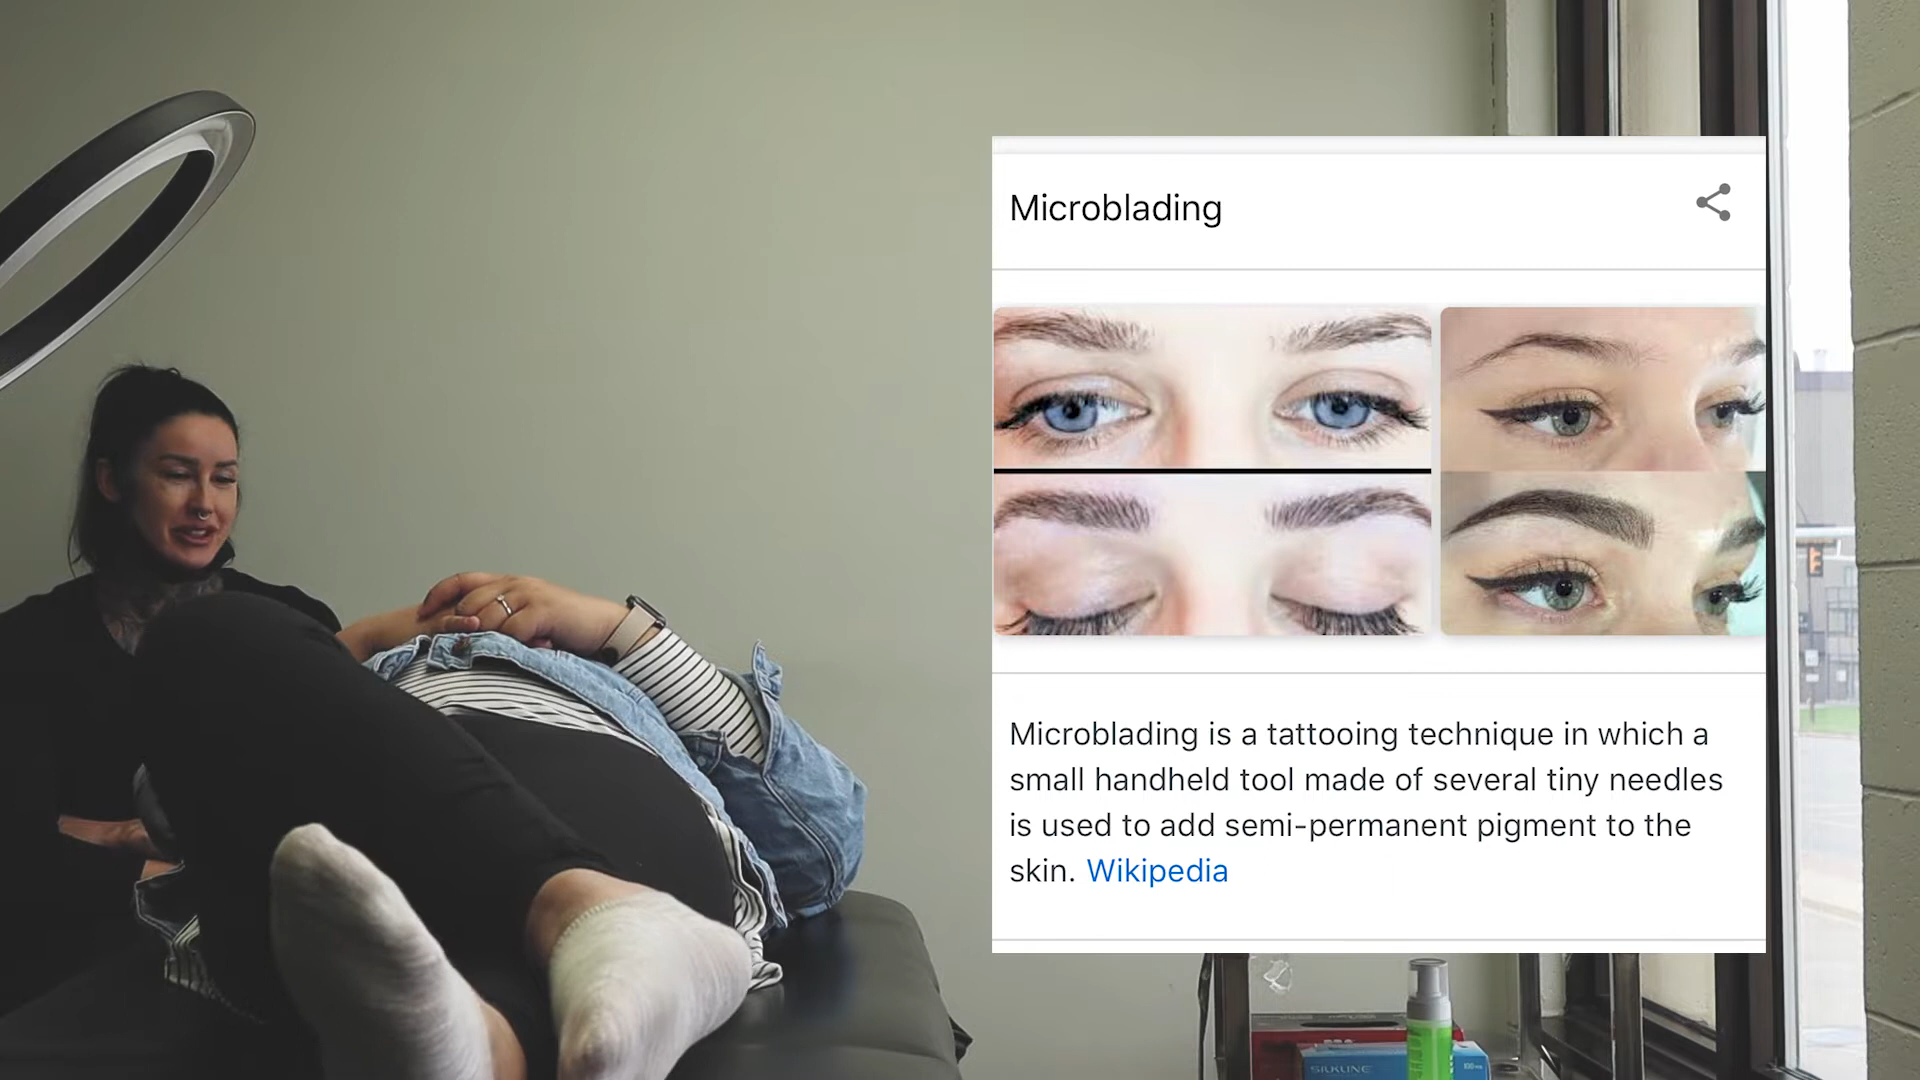 Microblading
Microblading is a tattooing technique in which a
small handheld tool made of several tiny needles
is used to add semi-permanent pigment to the
skin. Wikipedia
SILKLINE